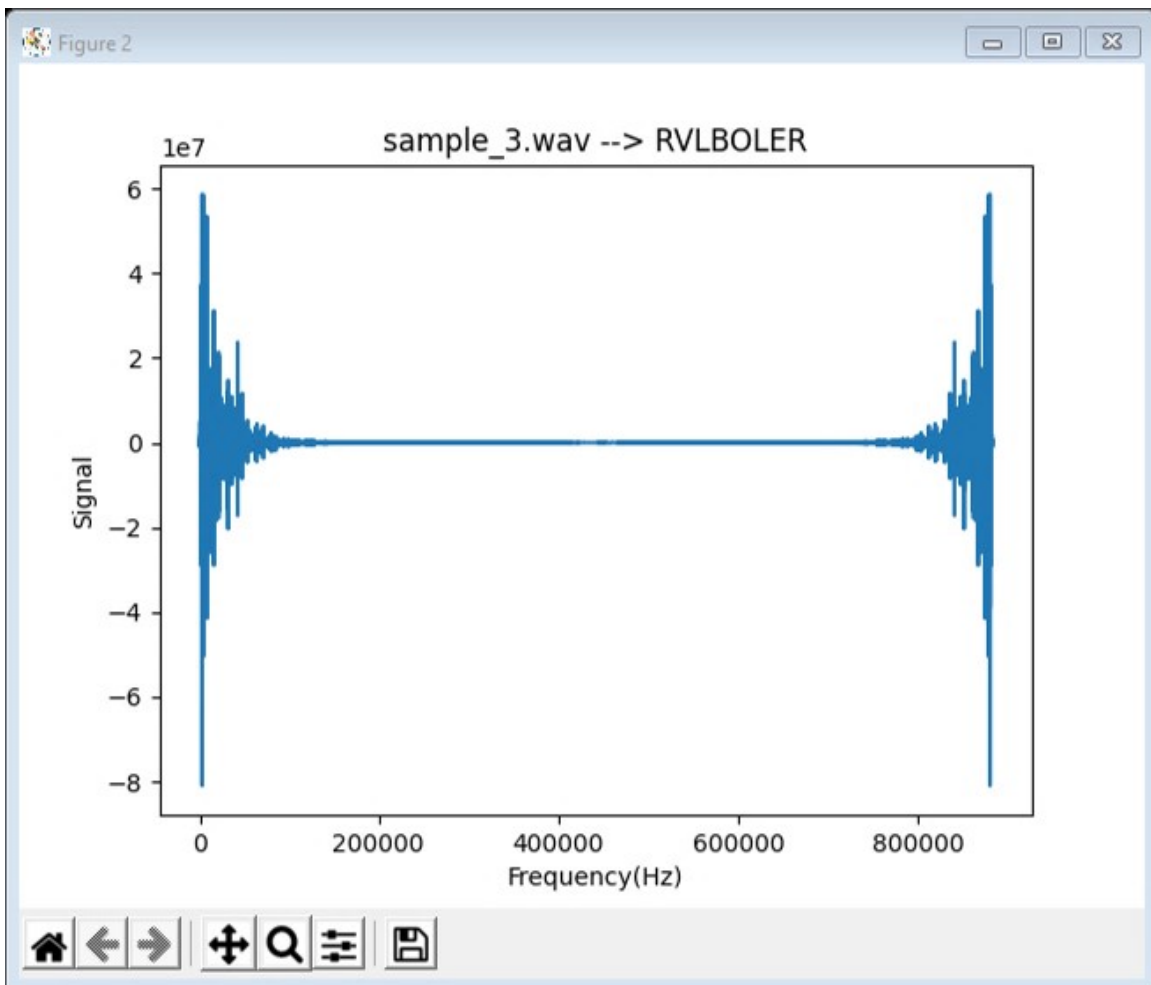 Figure 2
sample_3.wav --> RVLBOLER
1e7
6
4
2
0
−2
−4
−6
−8
Signal
0 200000 400000 600000 800000
Frequency(Hz)